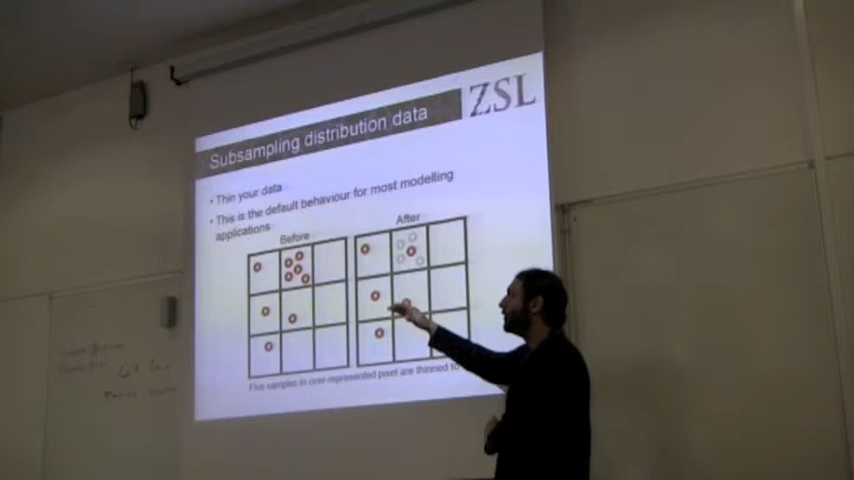 ZSL
Subsampling distribution data
• Thin your data
• This is the default behaviour for most modelling
applications
Before
After
Five samples in over-represented pixel are thinned to